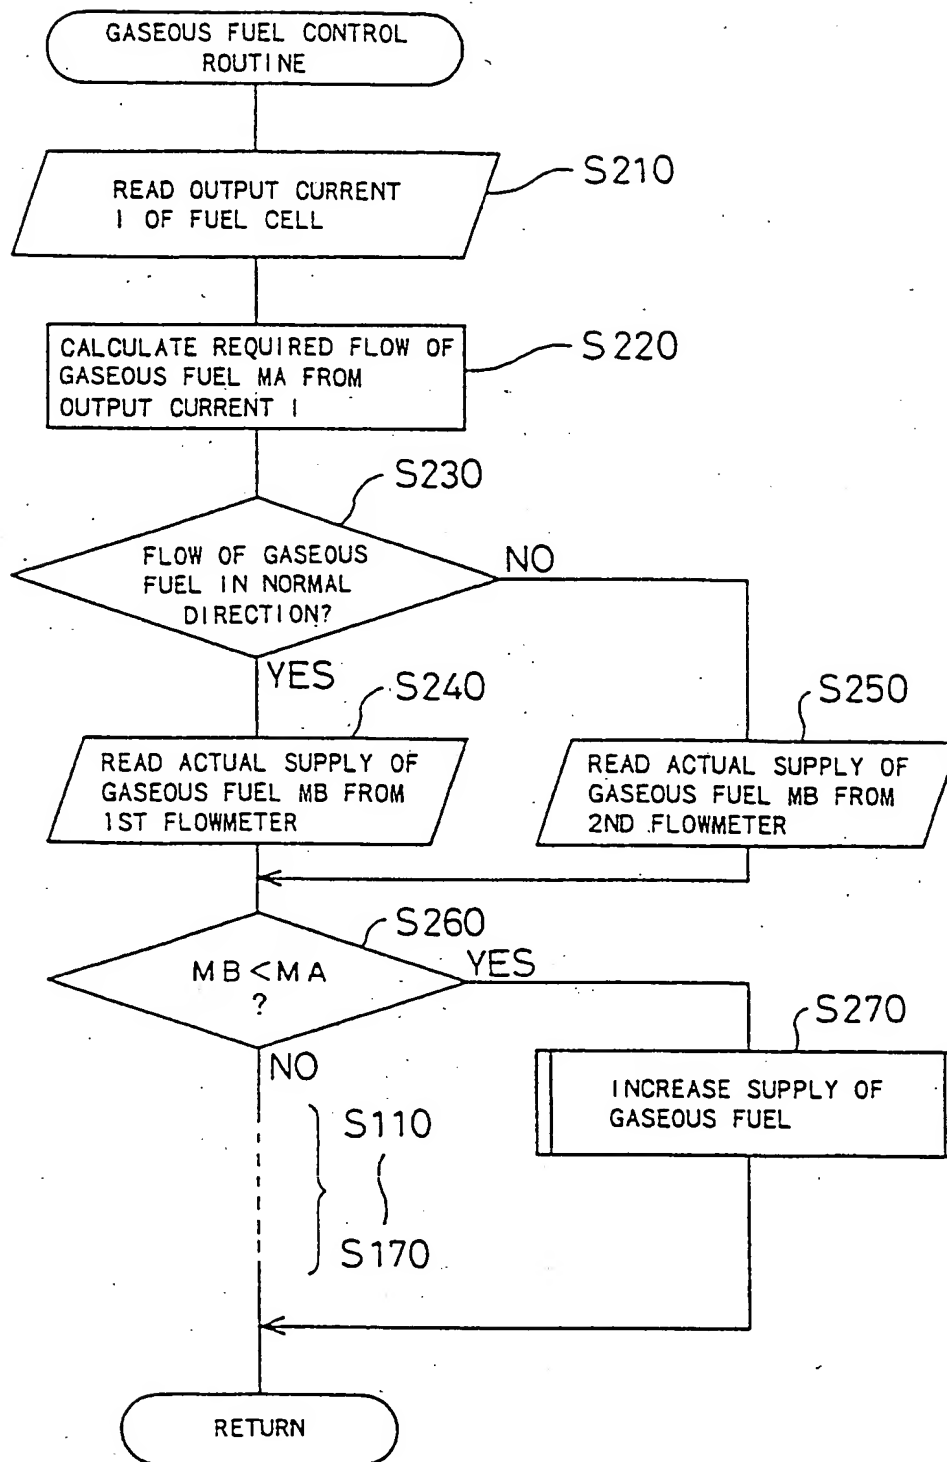 GASEOUS FUEL CONTROL
ROUTINE
READ OUTPUT CURRENT
I OF FUEL CELL
S210
CALCULATE REQUIRED FLOW OF
GASEOUS FUEL MA FROM
OUTPUT CURRENT I
S220
S230
FLOW OF GASEOUS
FUEL IN NORMAL
DIRECTION?
NO
YES
S240
READ ACTUAL SUPPLY OF
GASEOUS FUEL MB FROM
1ST FLOWMETER
S250
READ ACTUAL SUPPLY OF
GASEOUS FUEL MB FROM
2ND FLOWMETER
S260
MB<MA
?
YES
NO
S270
INCREASE SUPPLY OF
GASEOUS FUEL
S110
S170
RETURN